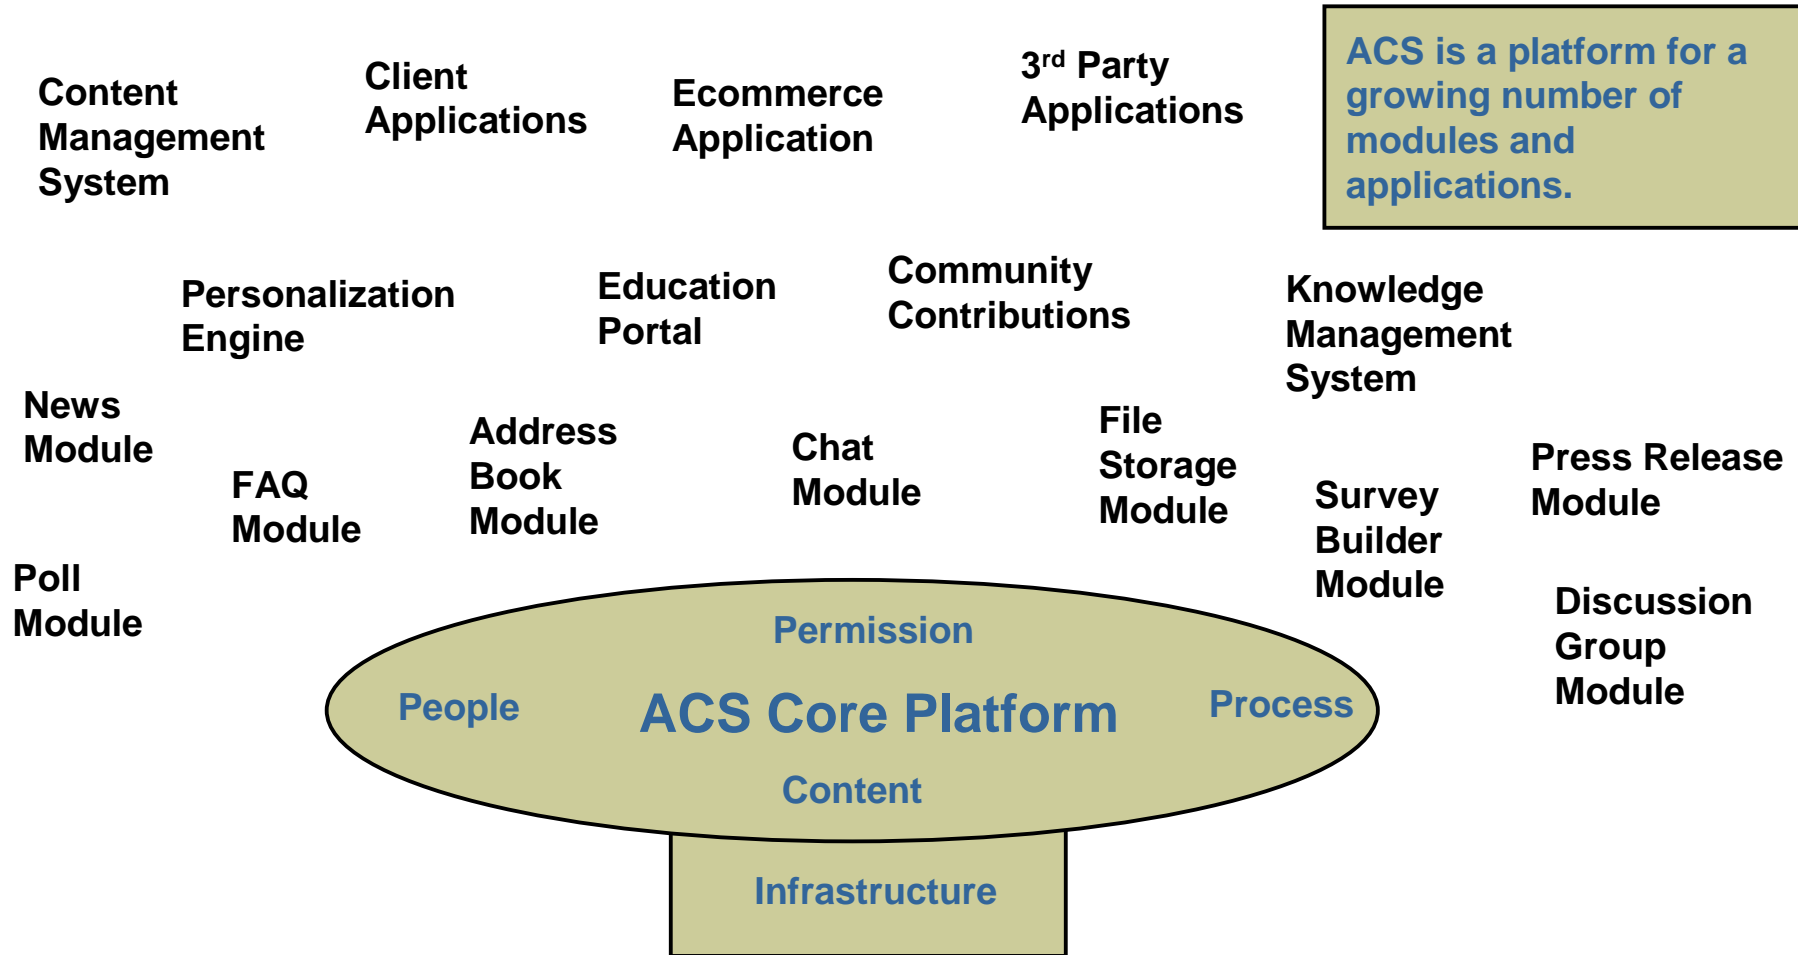 Content
Management
System
Client
Applications
Ecommerce
Application
3rd Party
Applications
ACS is a platform for a
growing number of
modules and
applications.
Personalization
Engine
Education
Portal
Community
Contributions
Knowledge
Management
System
News
Module
FAQ
Module
Address
Book
Module
Chat
Module
File
Storage
Module
Survey
Builder
Module
Press Release
Module
Poll
Module
Discussion
Group
Module
Permission
People
ACS Core Platform
Process
Content
Infrastructure